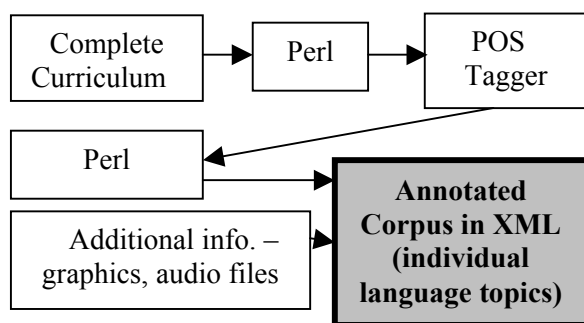 Complete
Curriculum
Perl
POS
Tagger
Perl
Additional info. –
graphics, audio files
Annotated
Corpus in XML
(individual
language topics)